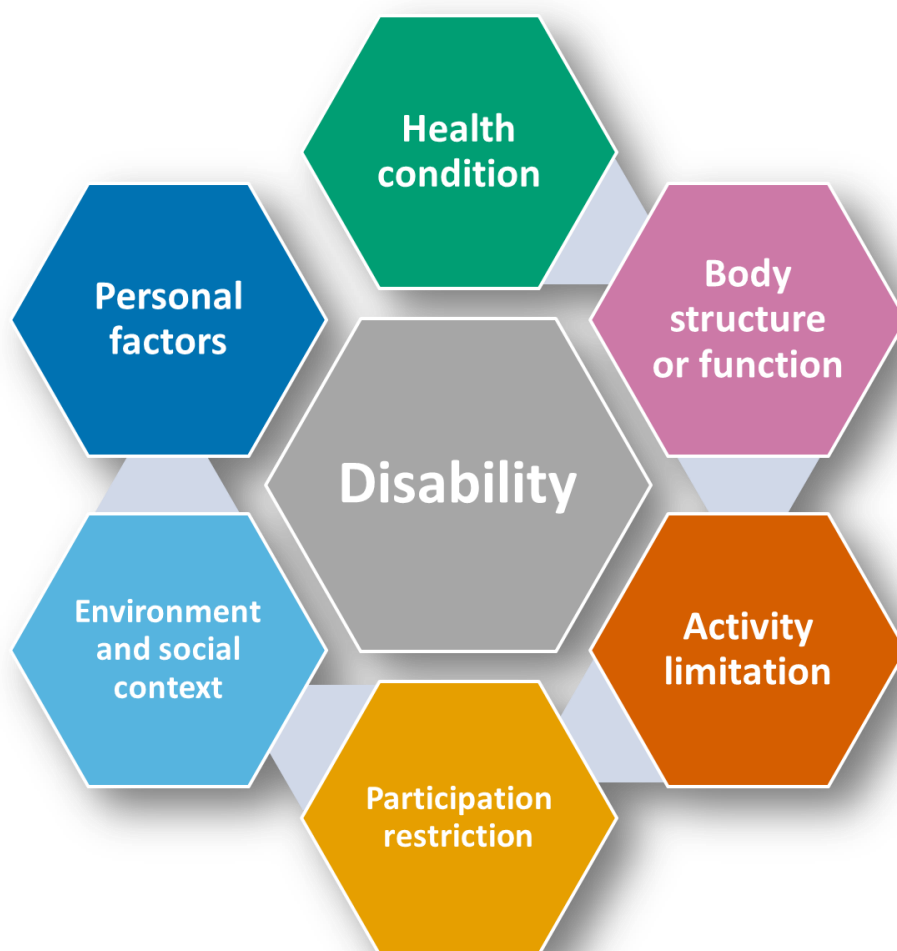 Health
condition
Body
structure
or function
Activity
limitation
Participation
restriction
Environment
and social
context
Personal
factors
Disability